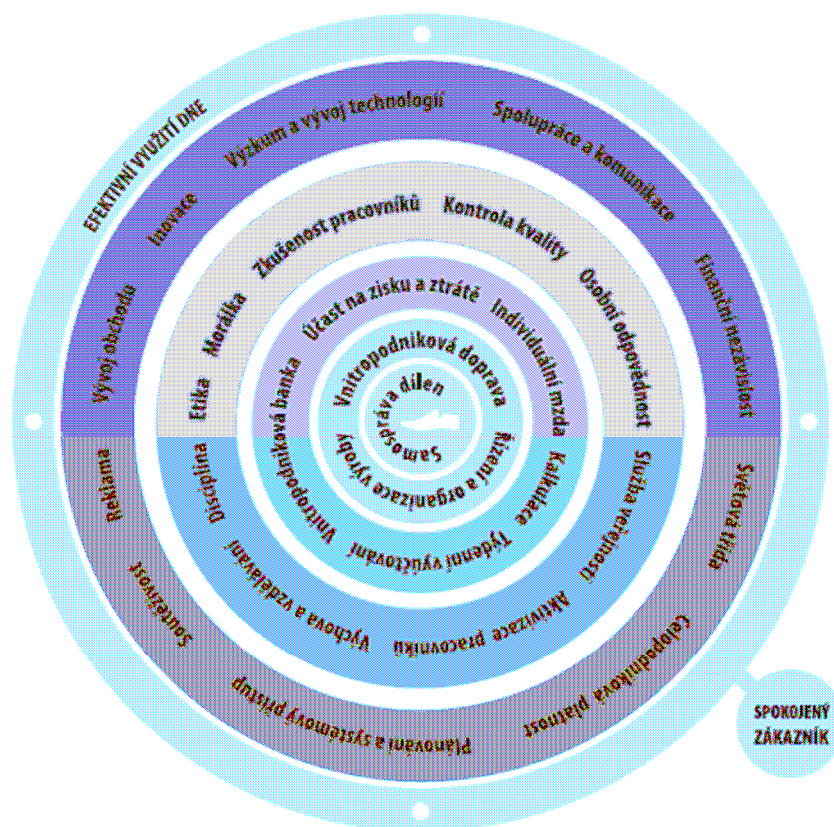 EFEKTIVNÍ VYUŽITÍ DNE
Vývoj obchodu
Inovace
Výzkum a vývoj technologií
Spolupráce a komunikace
Finanční nezávislost
Světová třída
Celopodniková platnost
Plánování a systémový přístup
Soutěživost
Reklama
Etika
Morálka
Zkušenost pracovníků
Kontrola kvality
Osobní odpovědnost
Služba veřejnosti
Aktivizace pracovníků
Výchova a vzdělávání
Disciplína
Vnitropodniková banka
Účast na zisku a ztrátě
Individuální mzda
Kalkulace
Týdenní vyúčtování
Vnitropodniková doprava
Řízení a organizace výroby
Samospráva dílen
SPOKOJENÝ
ZÁKAZNÍK